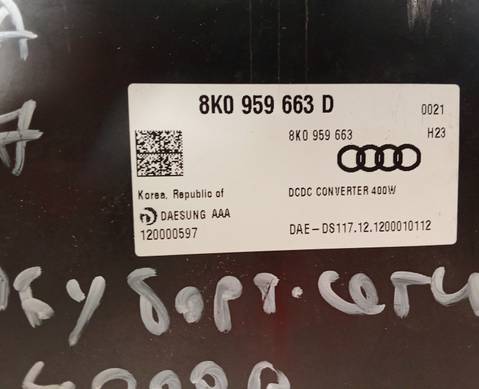 8K0 959 663 D
0021
8K0 959 663
H23
Korea, Republic of
DCDC CONVERTER 400W
DAESUNG AAA
120000597
DAE-DS117.12.1200010112
борт.сети